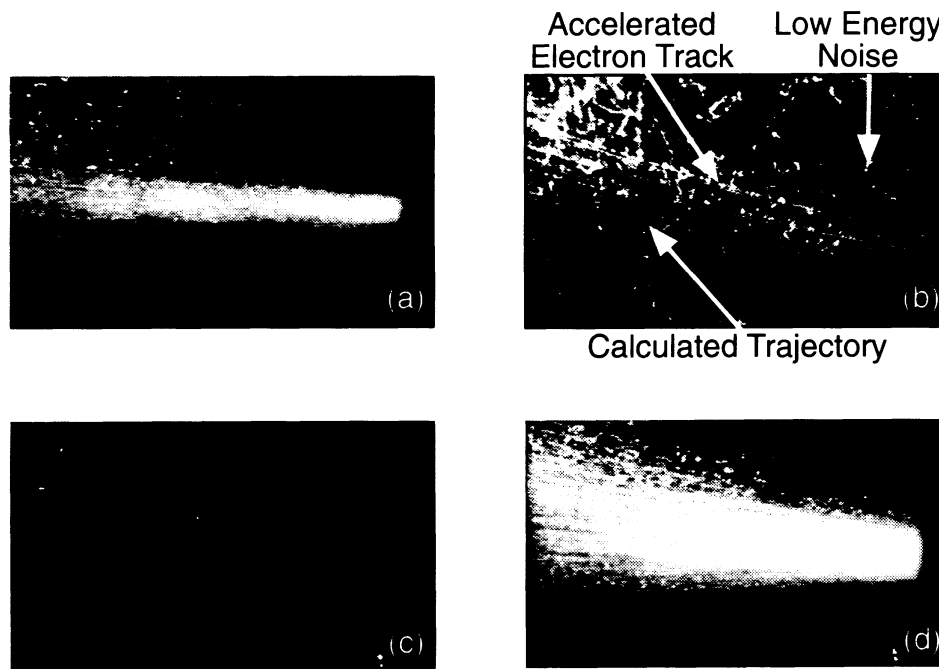 Accelerated
Electron Track
Low Energy
Noise
(a)
(b)
Calculated Trajectory
(c)
(d)